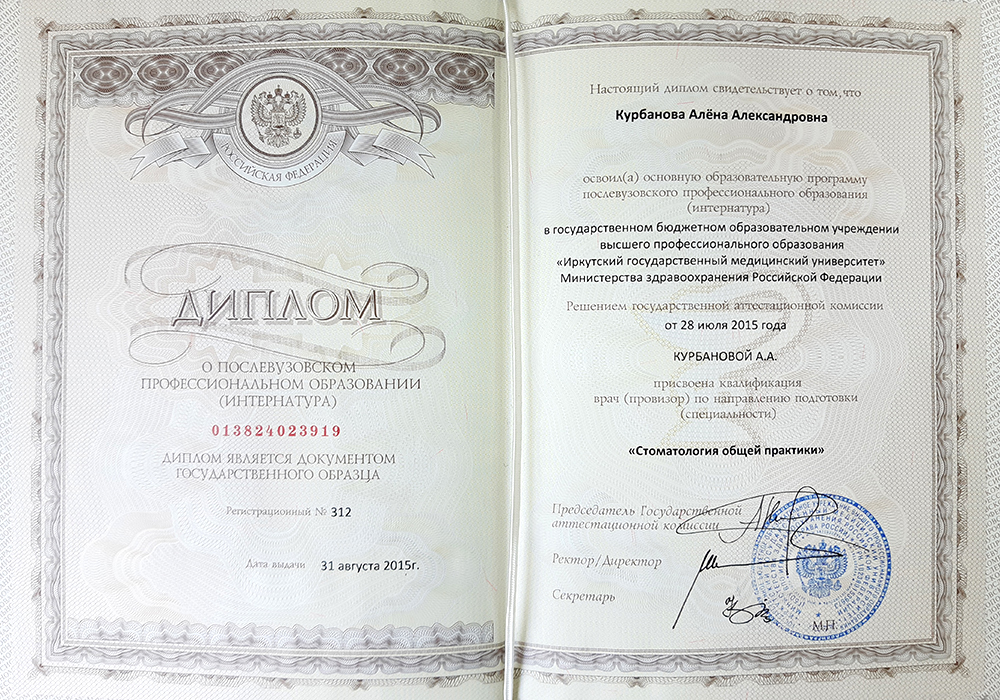 РОССИЙСКАЯ ФЕДЕРАЦИЯ
ДИПЛОМ
О ПОСЛЕВУЗОВСКОМ
ПРОФЕССИОНАЛЬНОМ ОБРАЗОВАНИИ
(ИНТЕРНАТУРА)
013824023919
ДИПЛОМ ЯВЛЯЕТСЯ ДОКУМЕНТОМ
ГОСУДАРСТВЕННОГО ОБРАЗЦА
Регистрационный № 312
Дата выдачи 31 августа 2015г.
Настоящий диплом свидетельствует о том,что
Курбанова Алёна Александровна
освоил(а) основную образовательную программу
послевузовского профессионального образования
(интернатура)
в государственном бюджетном образовательном учреждении
высшего профессионального образования
«Иркутский государственный медицинский университет»
Министерства здравоохранения Российской Федерации
Решением государственной аттестационной комиссии
от 28 июля 2015 года
КУРБАНОВОЙ А.А.
присвоена квалификация
врач (провизор) по направлению подготовки
(специальности)
«Стоматология общей практики»
Председатель Государственной
аттестационной комиссии
Ректор/Директор
Секретарь
МП